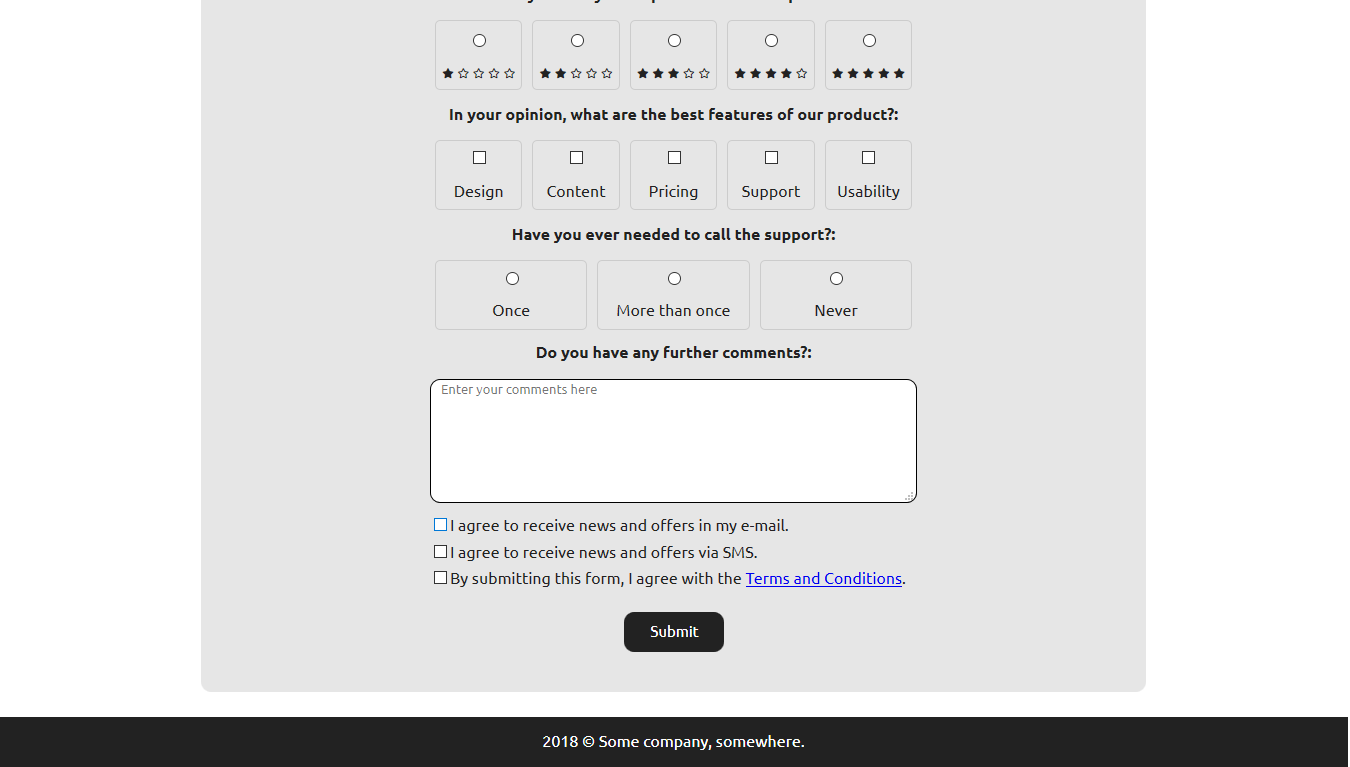 ★☆☆☆☆ ★★☆☆☆ ★★★☆☆ ★★★★☆ ★★★★★
In your opinion, what are the best features of our product?:
Design Content Pricing Support Usability
Have you ever needed to call the support?:
Once More than once Never
Do you have any further comments?:
Enter your comments here
I agree to receive news and offers in my e-mail.
I agree to receive news and offers via SMS.
By submitting this form, I agree with the Terms and Conditions.
Submit
2018 © Some company, somewhere.